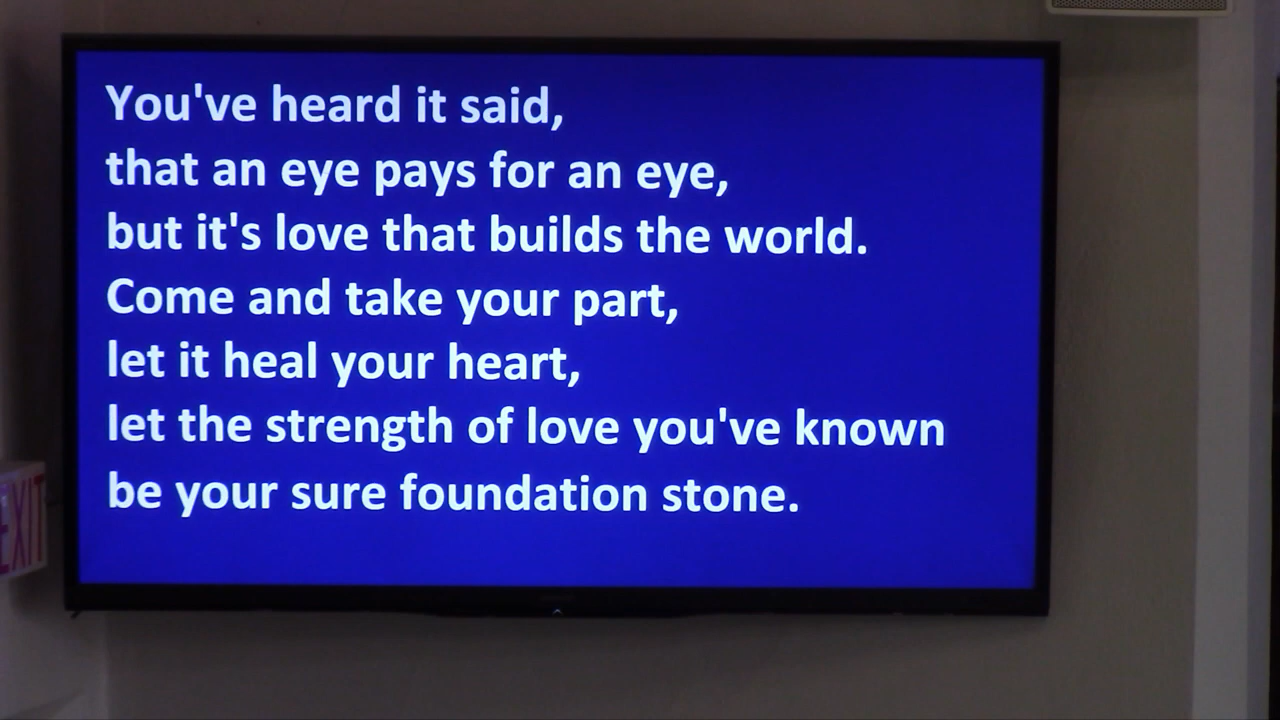 You've heard it said,
that an eye pays for an eye,
but it's love that builds the world.
Come and take your part,
let it heal your heart,
let the strength of love you've known
be your sure foundation stone.
EXIT